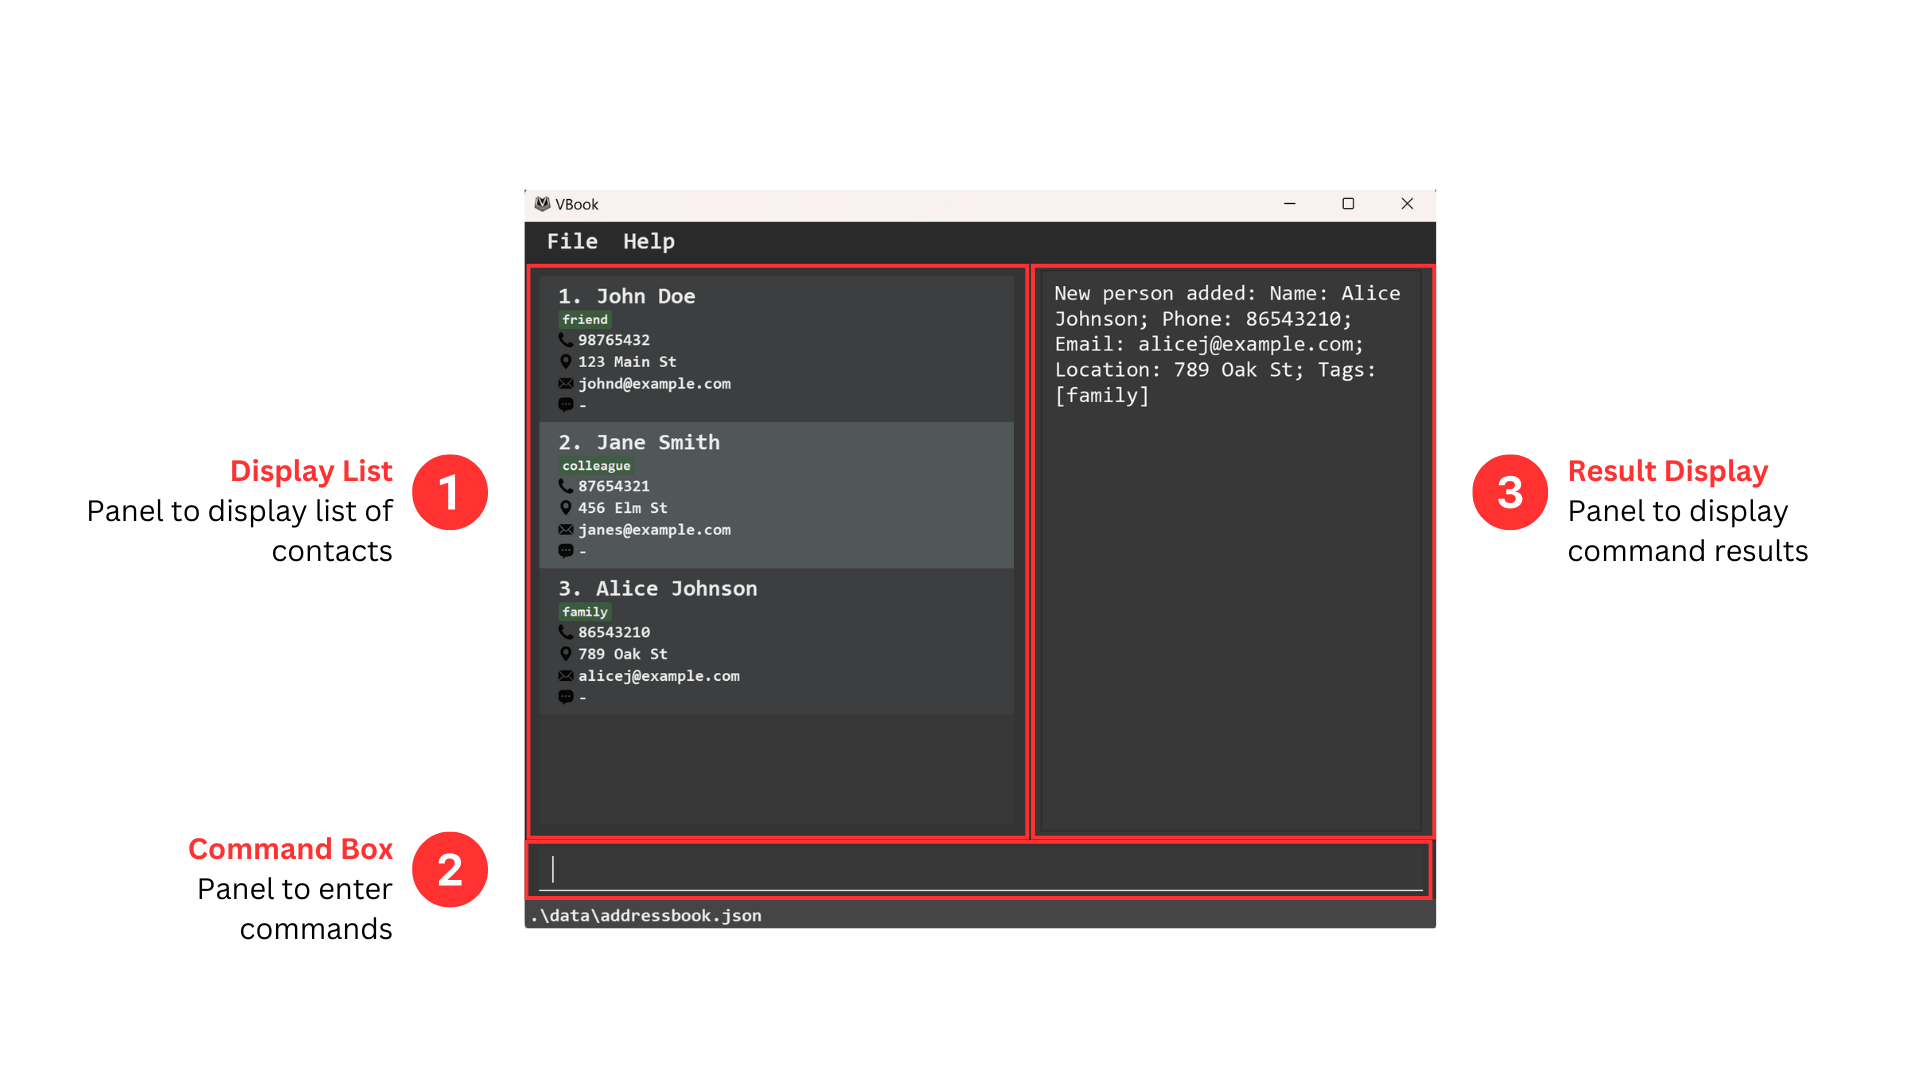 VBook
File Help
1. John Doe
friend
98765432
123 Main St
johnd@example.com
-
2. Jane Smith
colleague
87654321
456 Elm St
janes@example.com
-
3. Alice Johnson
family
86543210
789 Oak St
alicej@example.com
-
New person added: Name: Alice
Johnson; Phone: 86543210;
Email: alicej@example.com;
Location: 789 Oak St; Tags:
[family]
.\data\addressbook.json
Display List
Panel to display list of
contacts
1
Command Box
Panel to enter
commands
2
3
Result Display
Panel to display
command results